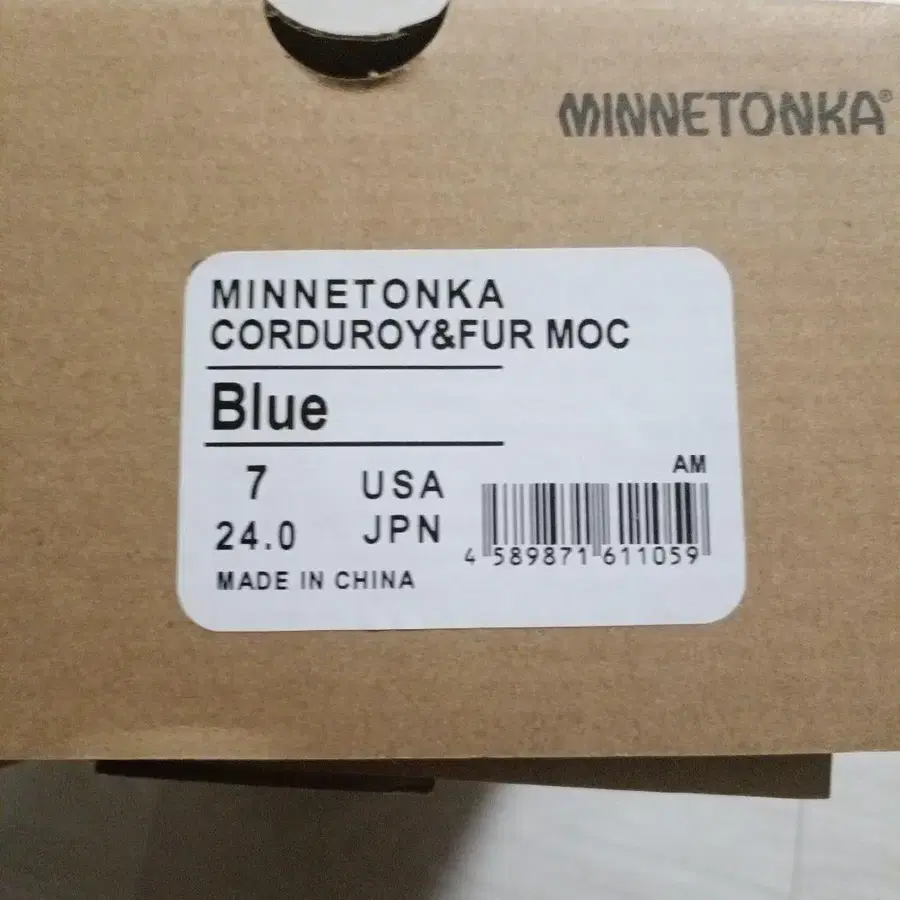 MINNETONKA®
MINNETONKA
CORDUROY&FUR MOC
Blue
7 USA
24.0 JPN
MADE IN CHINA
AM
4 589871 611059